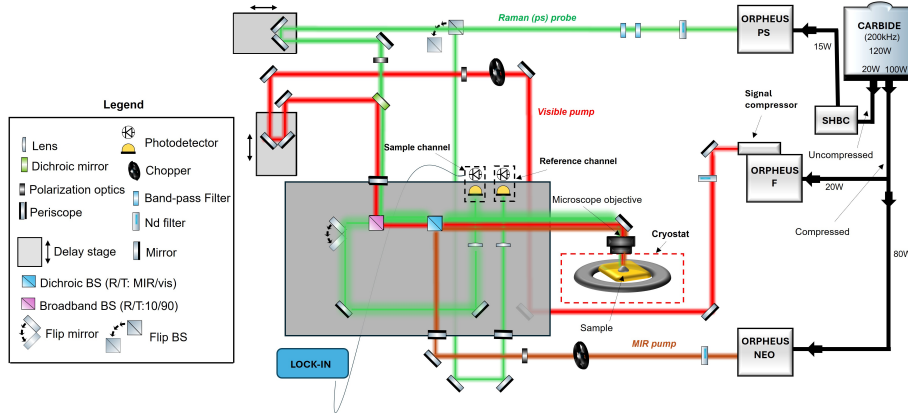 Raman (ps) probe
ORPHEUS
PS
15W
CARBIDE
(200kHz)
120W
20W 100W
SHBC
Uncompressed
Signal
compressor
ORPHEUS
F
20W
Compressed
80W
Visible pump
Legend
Lens
Dichroic mirror
Polarization optics
Periscope
Delay stage
Photodetector
Chopper
Band-pass Filter
Nd filter
Mirror
Dichroic BS (R/T: MIR/vis)
Broadband BS (R/T:10/90)
Flip mirror
Flip BS
Sample channel
Reference channel
Microscope objective
Cryostat
Sample
LOCK-IN
MIR pump
ORPHEUS
NEO